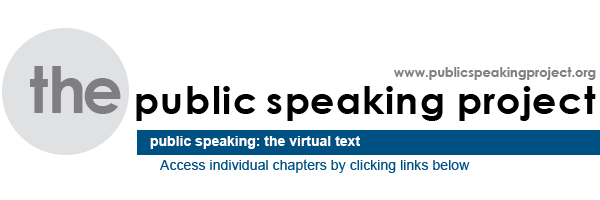 www.publicspeakingproject.org
the public speaking project
public speaking: the virtual text
Access individual chapters by clicking links below